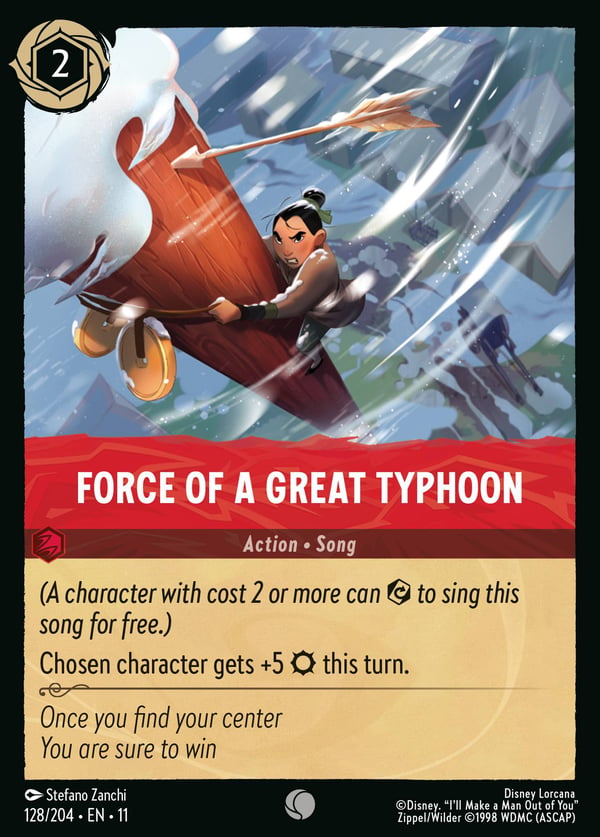 2
FORCE OF A GREAT TYPHOON
Action • Song
(A character with cost 2 or more can to sing this
song for free.)
Chosen character gets +5 this turn.
Once you find your center
You are sure to win
Stefano Zanchi
128/204 • EN • 11
Disney Lorcana
©Disney. "I'll Make a Man Out of You"
Zippel/Wilder ©1998 WDMC (ASCAP)